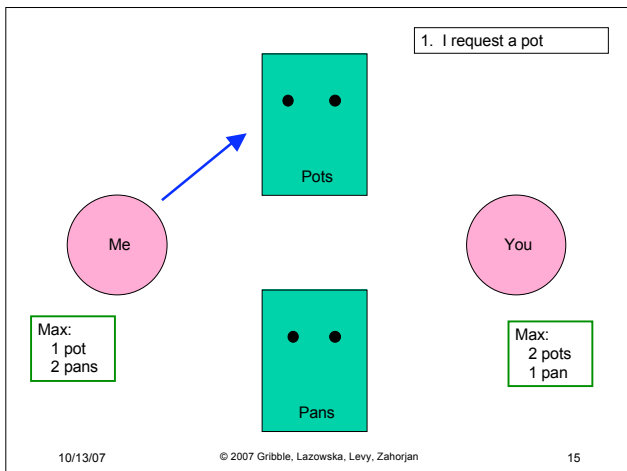 1. I request a pot
Pots
Me
You
Max:
1 pot
2 pans
Max:
2 pots
1 pan
Pans
10/13/07
© 2007 Gribble, Lazowska, Levy, Zahorjan
15